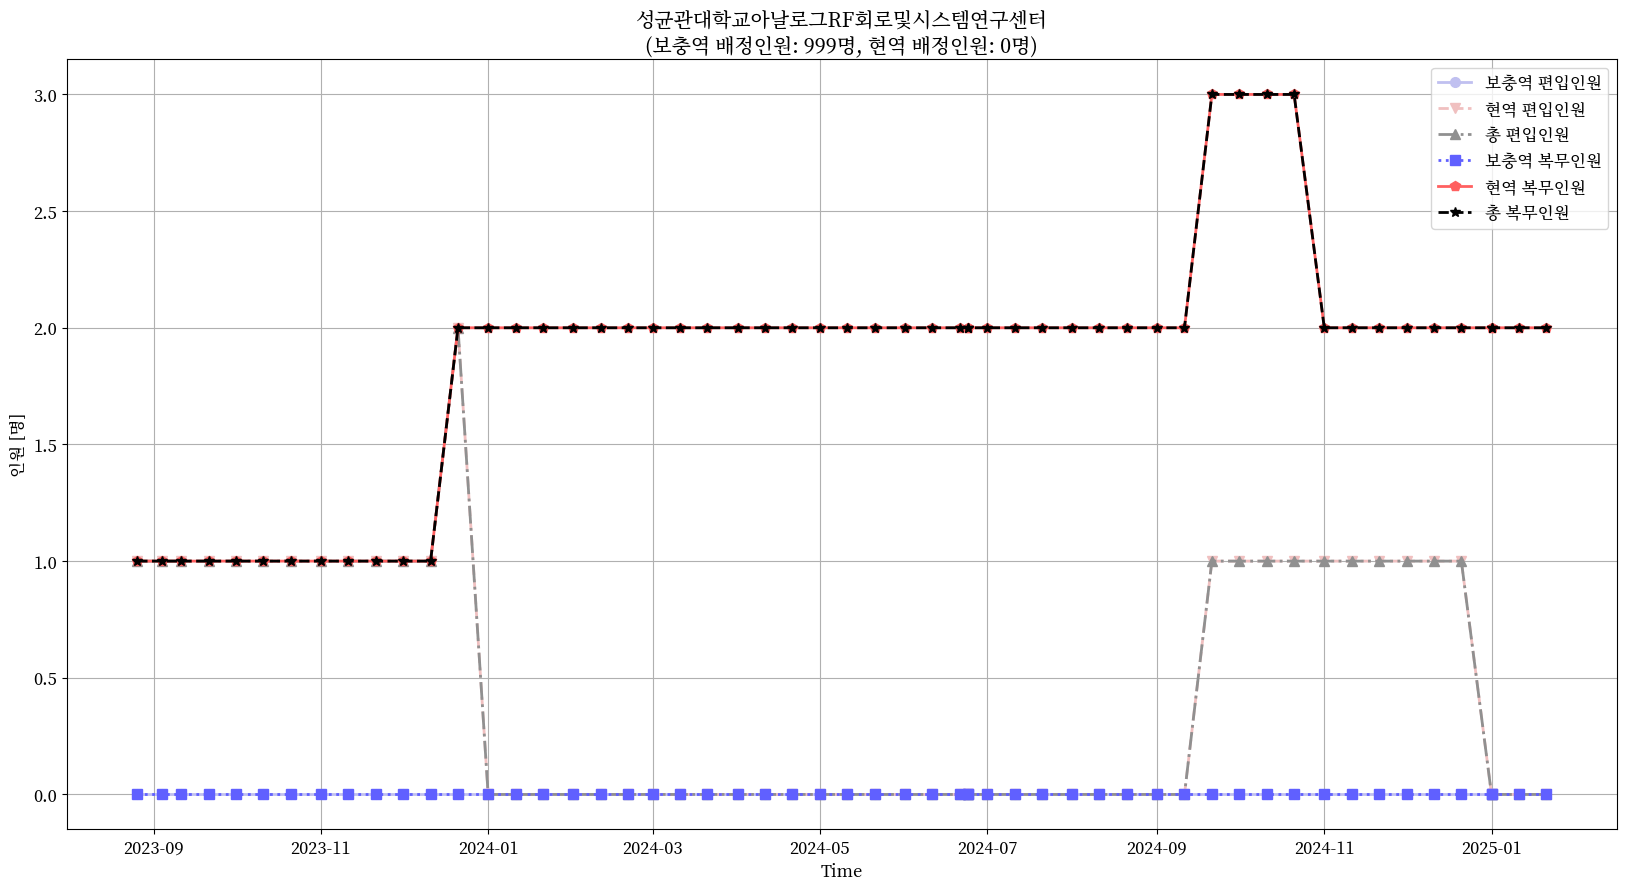 성균관대학교아날로그RF회로및시스템연구센터
(보충역 배정인원: 999명, 현역 배정인원: 0명)
보충역 편입인원
현역 편입인원
총 편입인원
보충역 복무인원
현역 복무인원
총 복무인원
인원 [명]
3.0
2.5
2.0
1.5
1.0
0.5
0.0
2023-09
2023-11
2024-01
2024-03
2024-05
2024-07
2024-09
2024-11
2025-01
Time